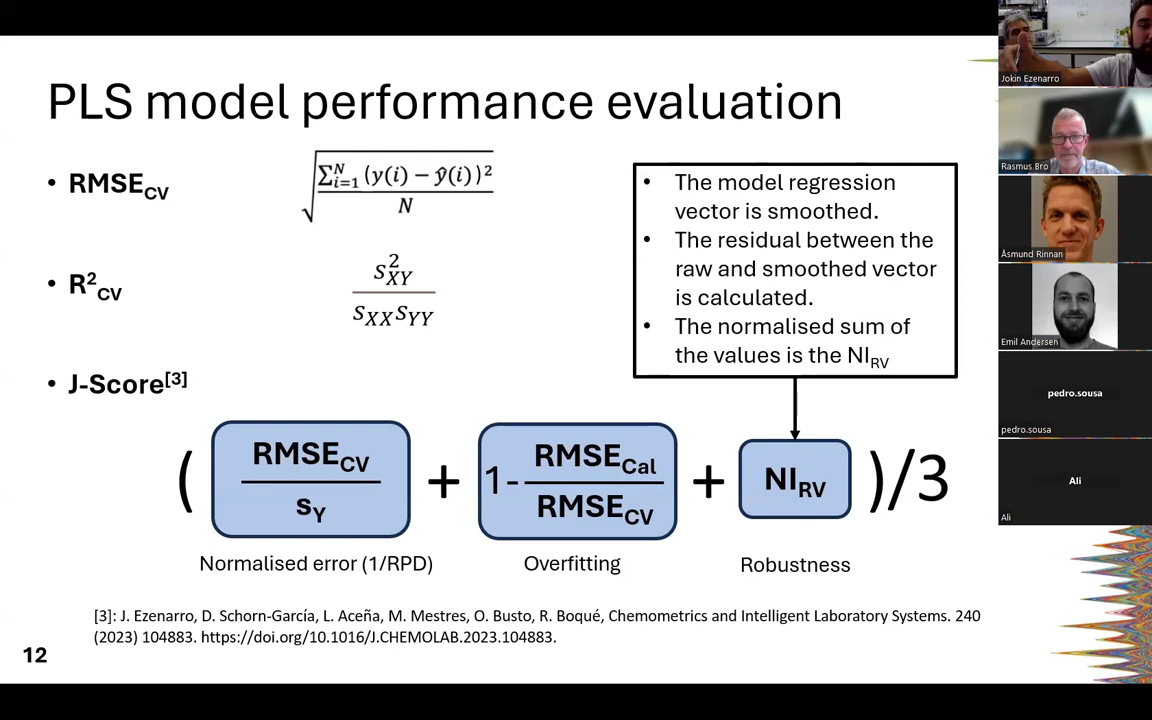 PLS model performance evaluation
• RMSE_CV
√(∑_{i=1}^{N} (y(i) − ŷ(i))² / N)
• R²_CV
s²_XY / s_XX s_YY
• J-Score[3]
• The model regression
vector is smoothed.
• The residual between the
raw and smoothed vector
is calculated.
• The normalised sum of
the values is the NI_RV
( RMSE_CV / s_Y + 1- RMSE_Cal / RMSE_CV + NI_RV )/3
Normalised error (1/RPD)
Overfitting
Robustness
[3]: J. Ezenarro, D. Schorn-García, L. Aceña, M. Mestres, O. Busto, R. Boqué, Chemometrics and Intelligent Laboratory Systems. 240
(2023) 104883. https://doi.org/10.1016/J.CHEMOLAB.2023.104883.
12
Jokin Ezenarro
Rasmus Bro
Åsmund Rinnan
Emil Andersen
pedro.sousa
pedro.sousa
Ali
Ali